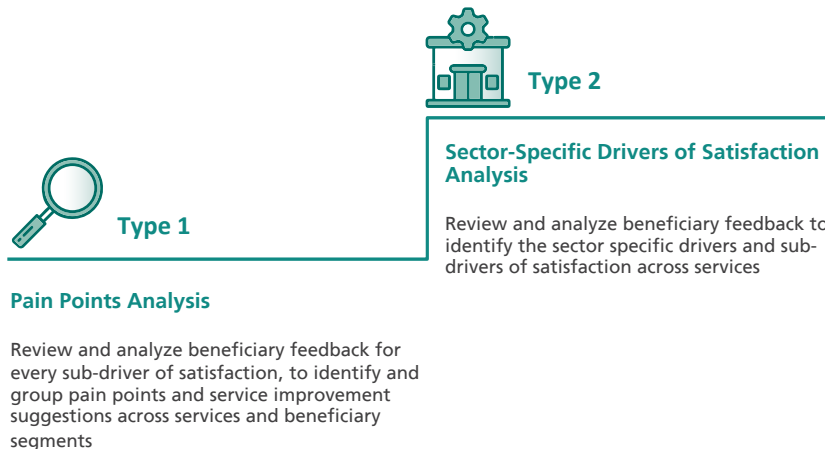 Type 1
Pain Points Analysis
Review and analyze beneficiary feedback for
every sub-driver of satisfaction, to identify and
group pain points and service improvement
suggestions across services and beneficiary
segments
Type 2
Sector-Specific Drivers of Satisfaction
Analysis
Review and analyze beneficiary feedback to
identify the sector specific drivers and sub-
drivers of satisfaction across services